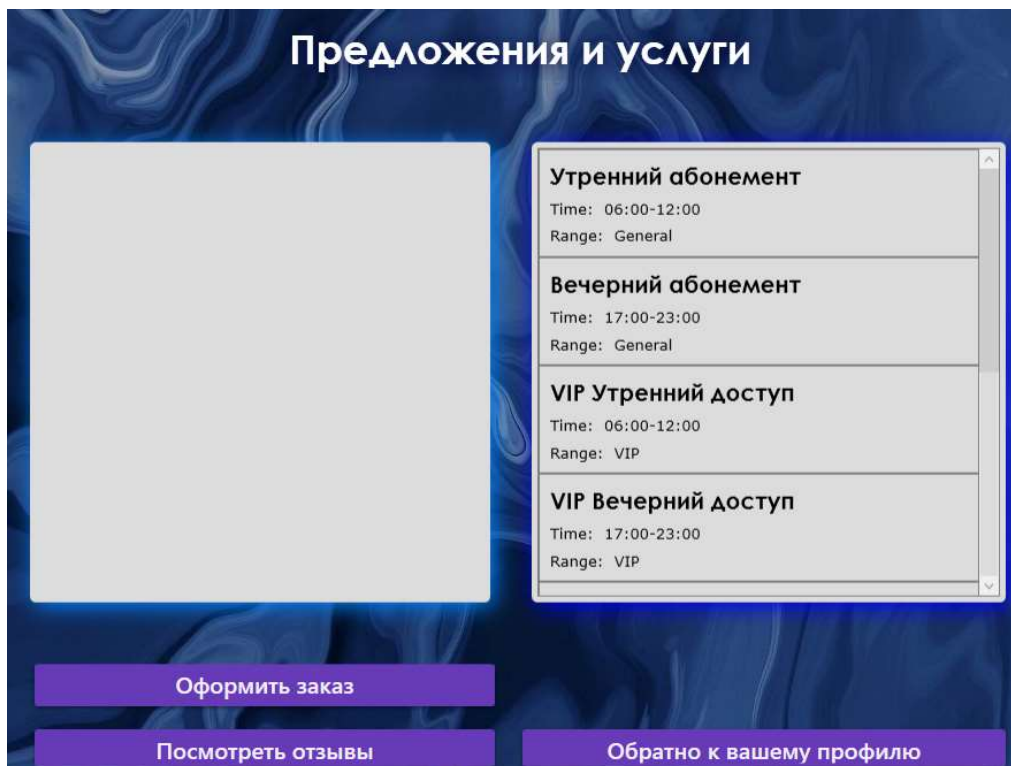 Предложения и услуги
Утренний абонемент
Time: 06:00-12:00
Range: General
Вечерний абонемент
Time: 17:00-23:00
Range: General
VIP Утренний доступ
Time: 06:00-12:00
Range: VIP
VIP Вечерний доступ
Time: 17:00-23:00
Range: VIP
Оформить заказ
Посмотреть отзывы
Обратно к вашему профилю